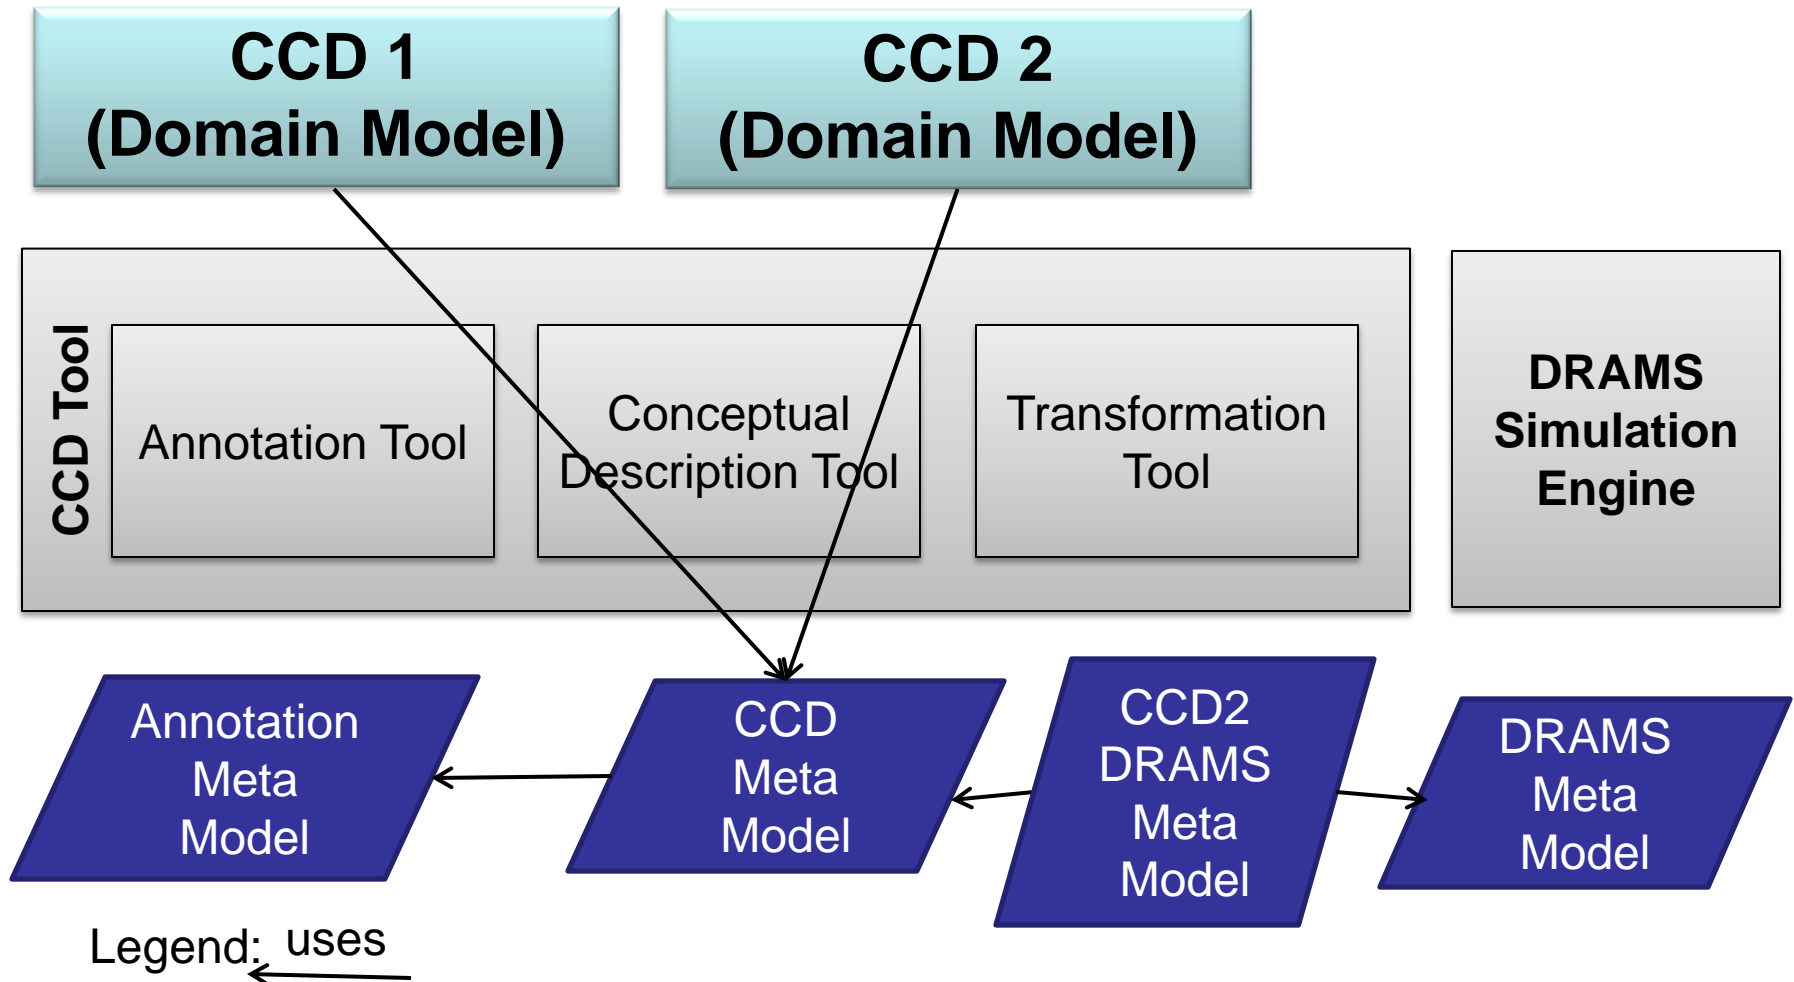 CCD 1
(Domain Model)
CCD 2
(Domain Model)
CCD Tool
Annotation Tool
Conceptual
Description Tool
Transformation
Tool
DRAMS
Simulation
Engine
Annotation
Meta
Model
CCD
Meta
Model
CCD2
DRAMS
Meta
Model
DRAMS
Meta
Model
Legend: uses